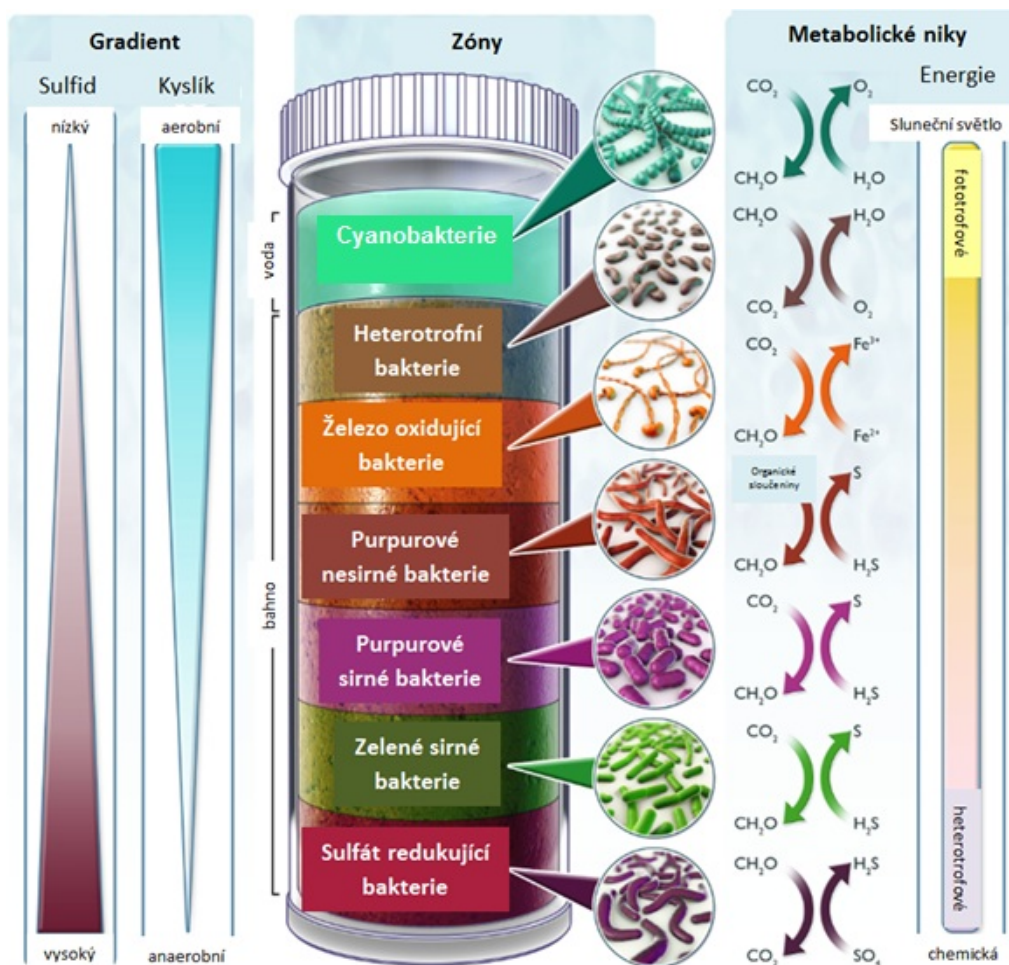 Gradient
Sulfid
Kyslík
nízký
aerobní
vysoký
anaerobní
Zóny
voda
bahno
Cyanobakterie
Heterotrofní
bakterie
Železo oxidující
bakterie
Purpurové
nesirné bakterie
Purpurové
sirné bakterie
Zelené sirné
bakterie
Sulfát redukující
bakterie
Metabolické niky
CO₂
O₂
CH₂O
H₂O
CH₂O
H₂O
CO₂
O₂
CO₂
Fe³⁺
CH₂O
Fe²⁺
Organické
sloučeniny
S
CH₂O
H₂S
CO₂
S
CH₂O
H₂S
CO₂
S
CH₂O
H₂S
CH₂O
H₂S
CO₂
SO₄
Energie
Sluneční světlo
fototrofové
heterotrofové
chemická